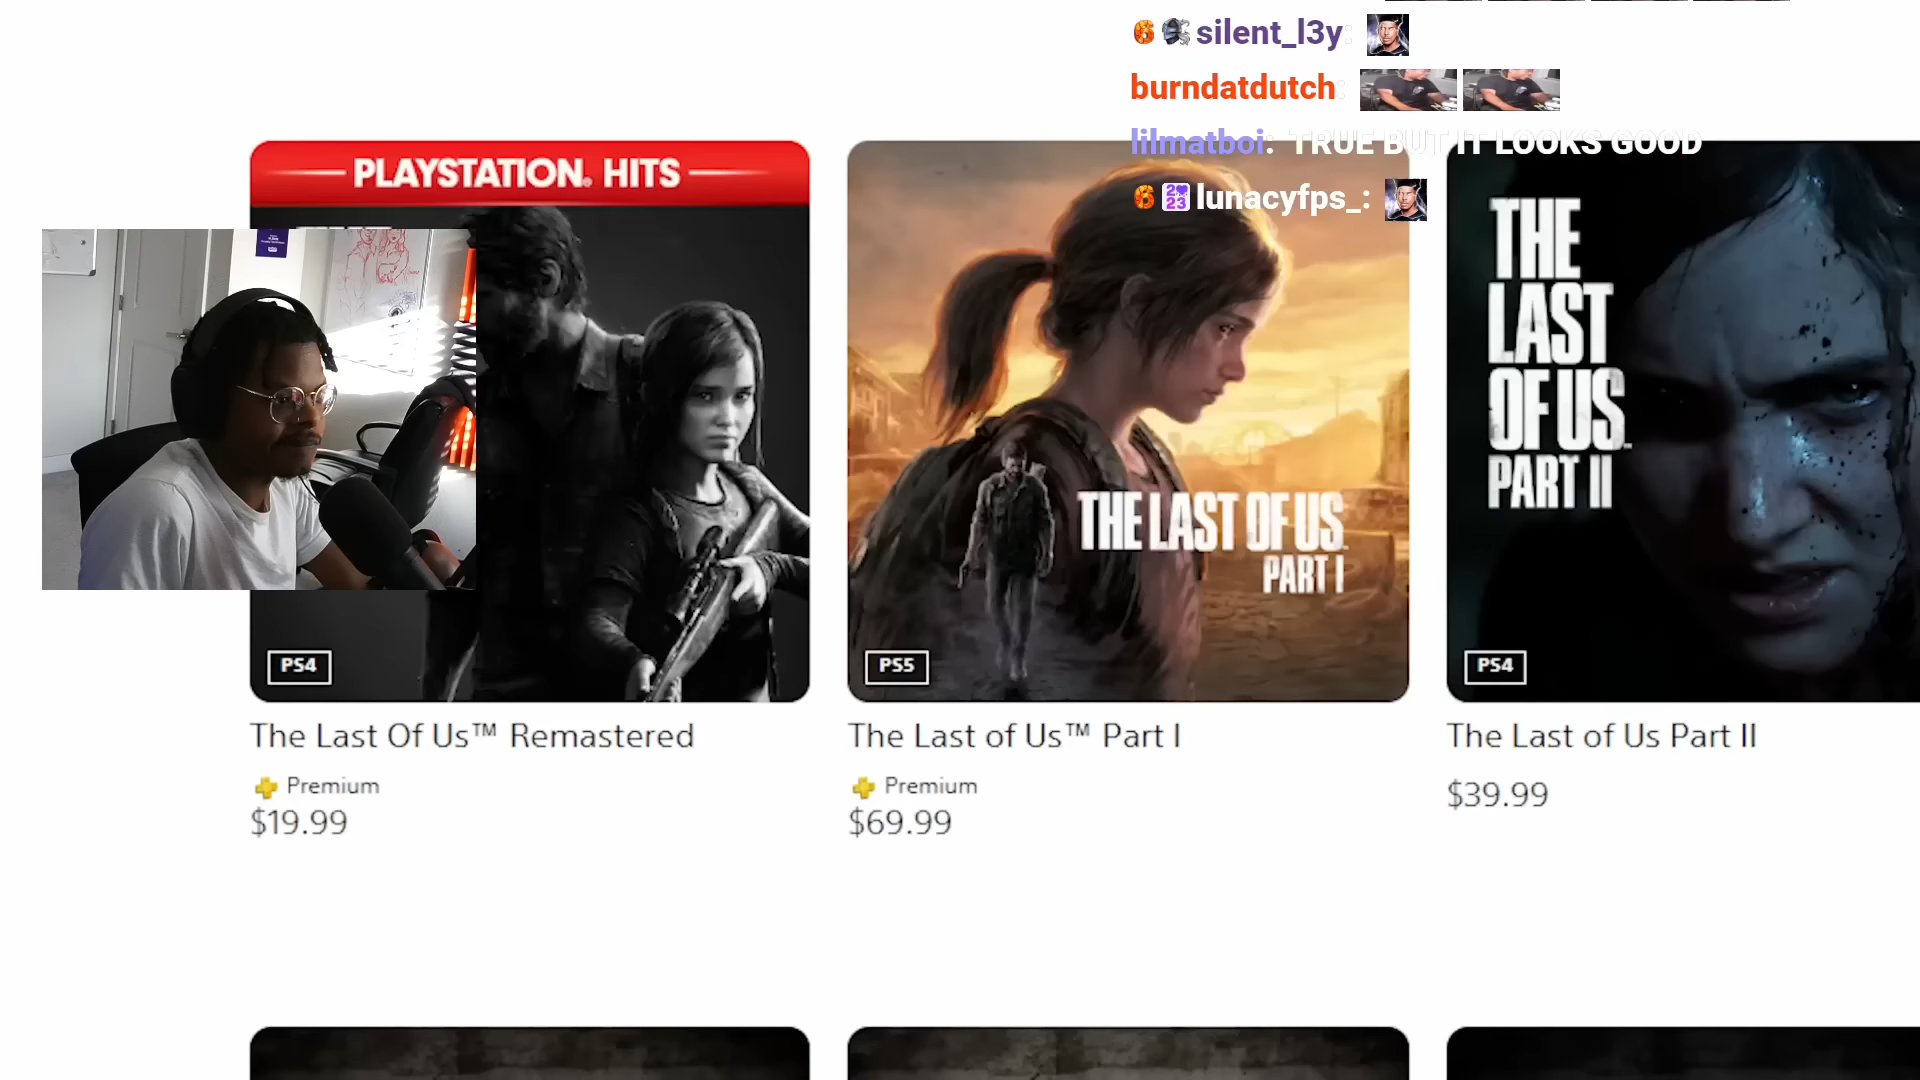 silent_l3y:
burndatdutch:
lilmatboi: TRUE BUT IT LOOKS GOOD
lunacyfps_:
PLAYSTATION® HITS
PS4
The Last Of Us™ Remastered
Premium
$19.99
THE LAST OF US
PART I
PS5
The Last of Us™ Part I
Premium
$69.99
THE
LAST
OF US
PART II
PS4
The Last of Us Part II
$39.99